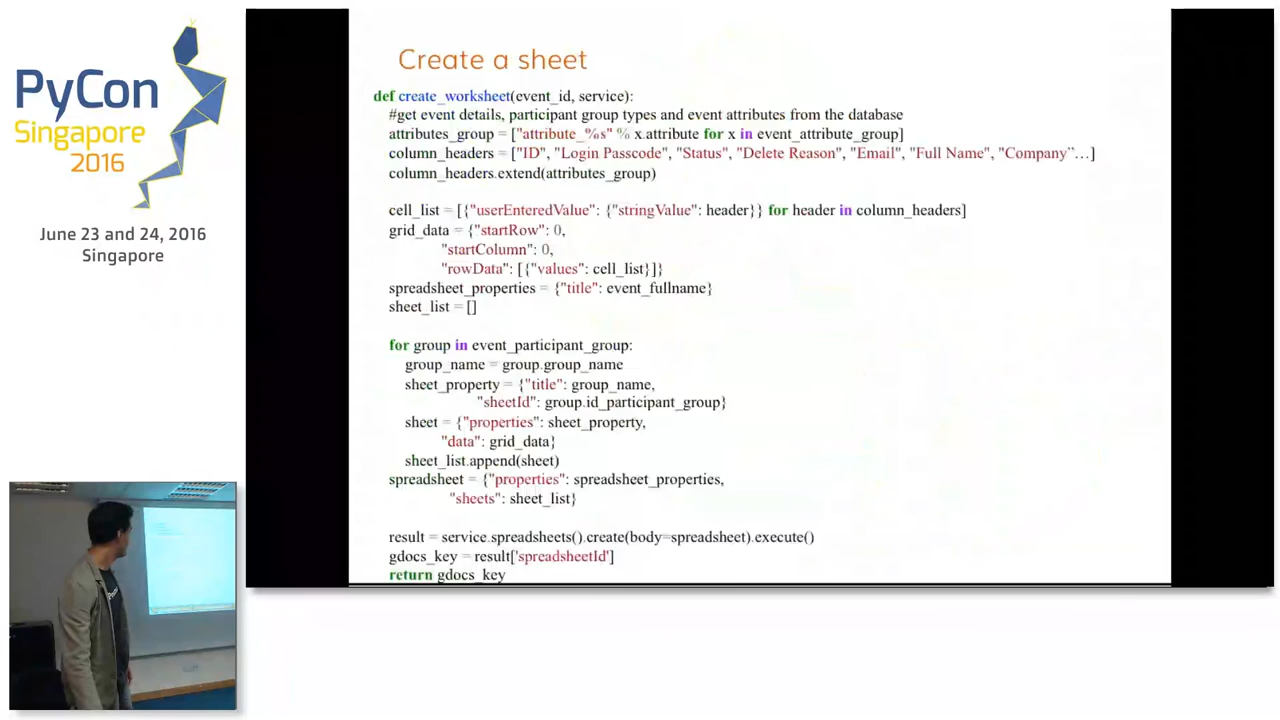 PyCon
Singapore
2016
June 23 and 24, 2016
Singapore
Create a sheet
def create_worksheet(event_id, service):
#get event details, participant group types and event attributes from the database
attributes_group = ["attribute_%s" % x.attribute for x in event_attribute_group]
column_headers = ["ID", "Login Passcode", "Status", "Delete Reason", "Email", "Full Name", "Company"…]
column_headers.extend(attributes_group)
cell_list = [{"userEnteredValue": {"stringValue": header}} for header in column_headers]
grid_data = {"startRow": 0,
"startColumn": 0,
"rowData": [{"values": cell_list}]}
spreadsheet_properties = {"title": event_fullname}
sheet_list = []
for group in event_participant_group:
group_name = group.group_name
sheet_property = {"title": group_name,
"sheetId": group.id_participant_group}
sheet = {"properties": sheet_property,
"data": grid_data}
sheet_list.append(sheet)
spreadsheet = {"properties": spreadsheet_properties,
"sheets": sheet_list}
result = service.spreadsheets().create(body=spreadsheet).execute()
gdocs_key = result['spreadsheetId']
return gdocs_key